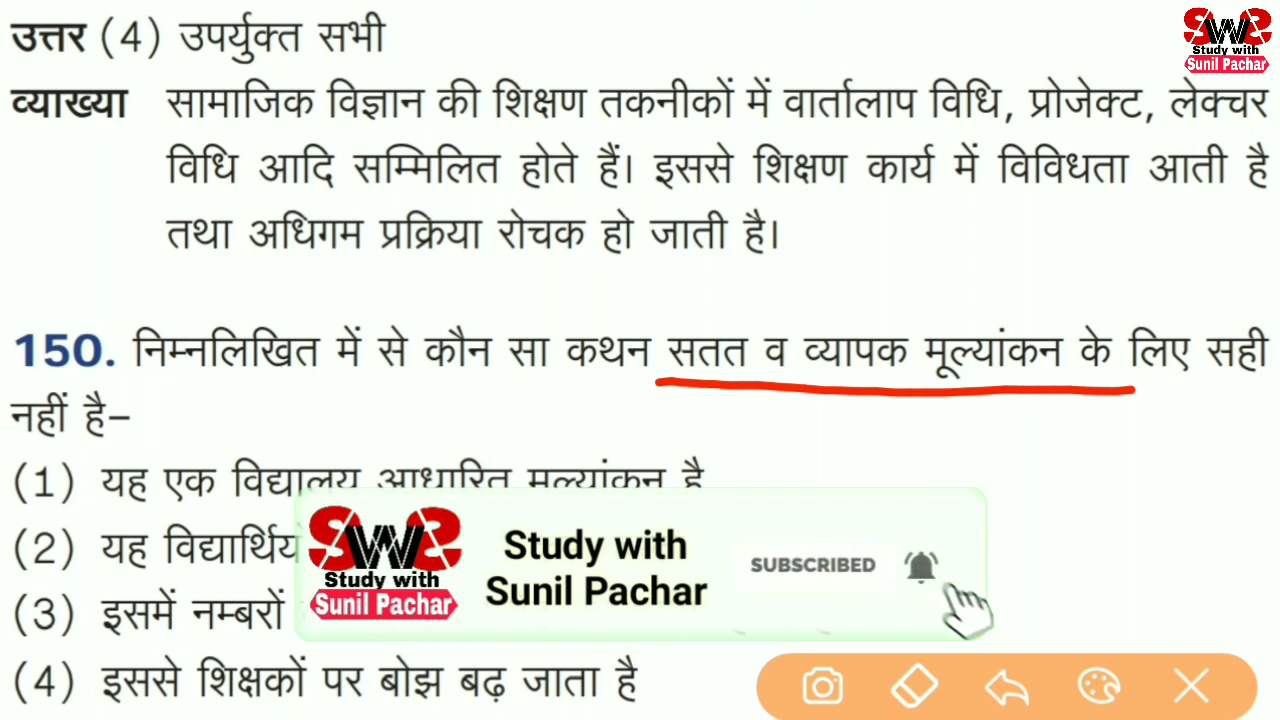 उत्तर (4) उपर्युक्त सभी
व्याख्या सामाजिक विज्ञान की शिक्षण तकनीकों में वार्तालाप विधि, प्रोजेक्ट, लेक्चर
विधि आदि सम्मिलित होते हैं। इससे शिक्षण कार्य में विविधता आती है
तथा अधिगम प्रक्रिया रोचक हो जाती है।
150. निम्नलिखित में से कौन सा कथन सतत व व्यापक मूल्यांकन के लिए सही
नहीं है–
(1) यह एक विद्यालय आधारित मूल्यांकन है
(2) यह
(3) इसमें नम्बरों
(4) इससे शिक्षकों पर बोझ बढ़ जाता है
SWS
Study with
Sunil Pachar
SWS
Study with
Sunil Pachar
Study with
Sunil Pachar
SUBSCRIBED